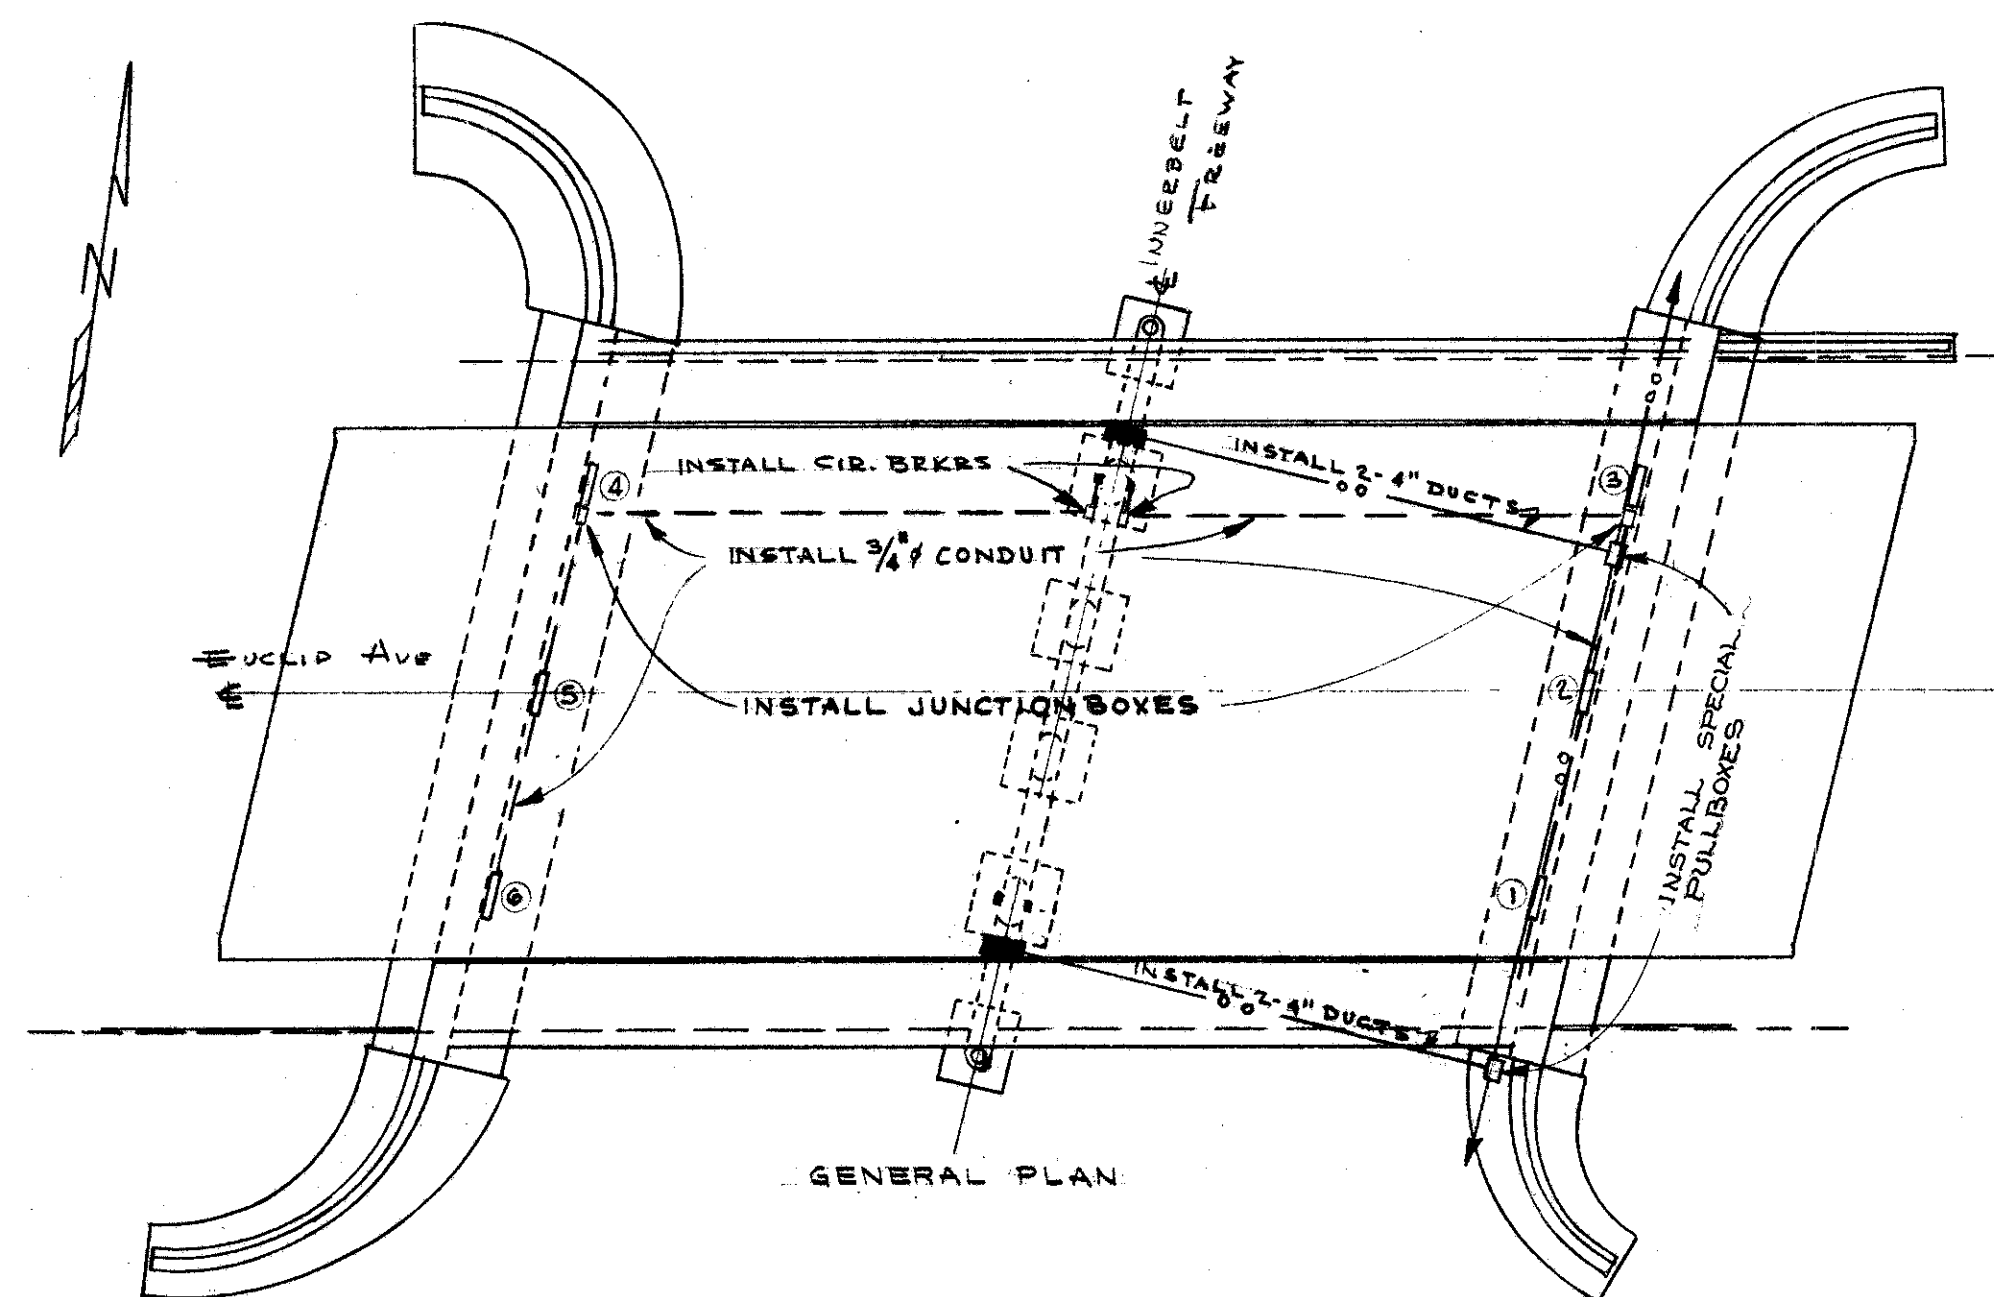 N
℄ INNERBELT
FREEWAY
INSTALL CIR. BRKRS
INSTALL 2-4" DUCTS
④
③
INSTALL 3/4"⌀ CONDUIT
EUCLID AVE
℄
⑤
②
INSTALL JUNCTION BOXES
INSTALL SPECIAL
PULLBOXES
⑥
①
INSTALL 2-4" DUCTS
GENERAL PLAN